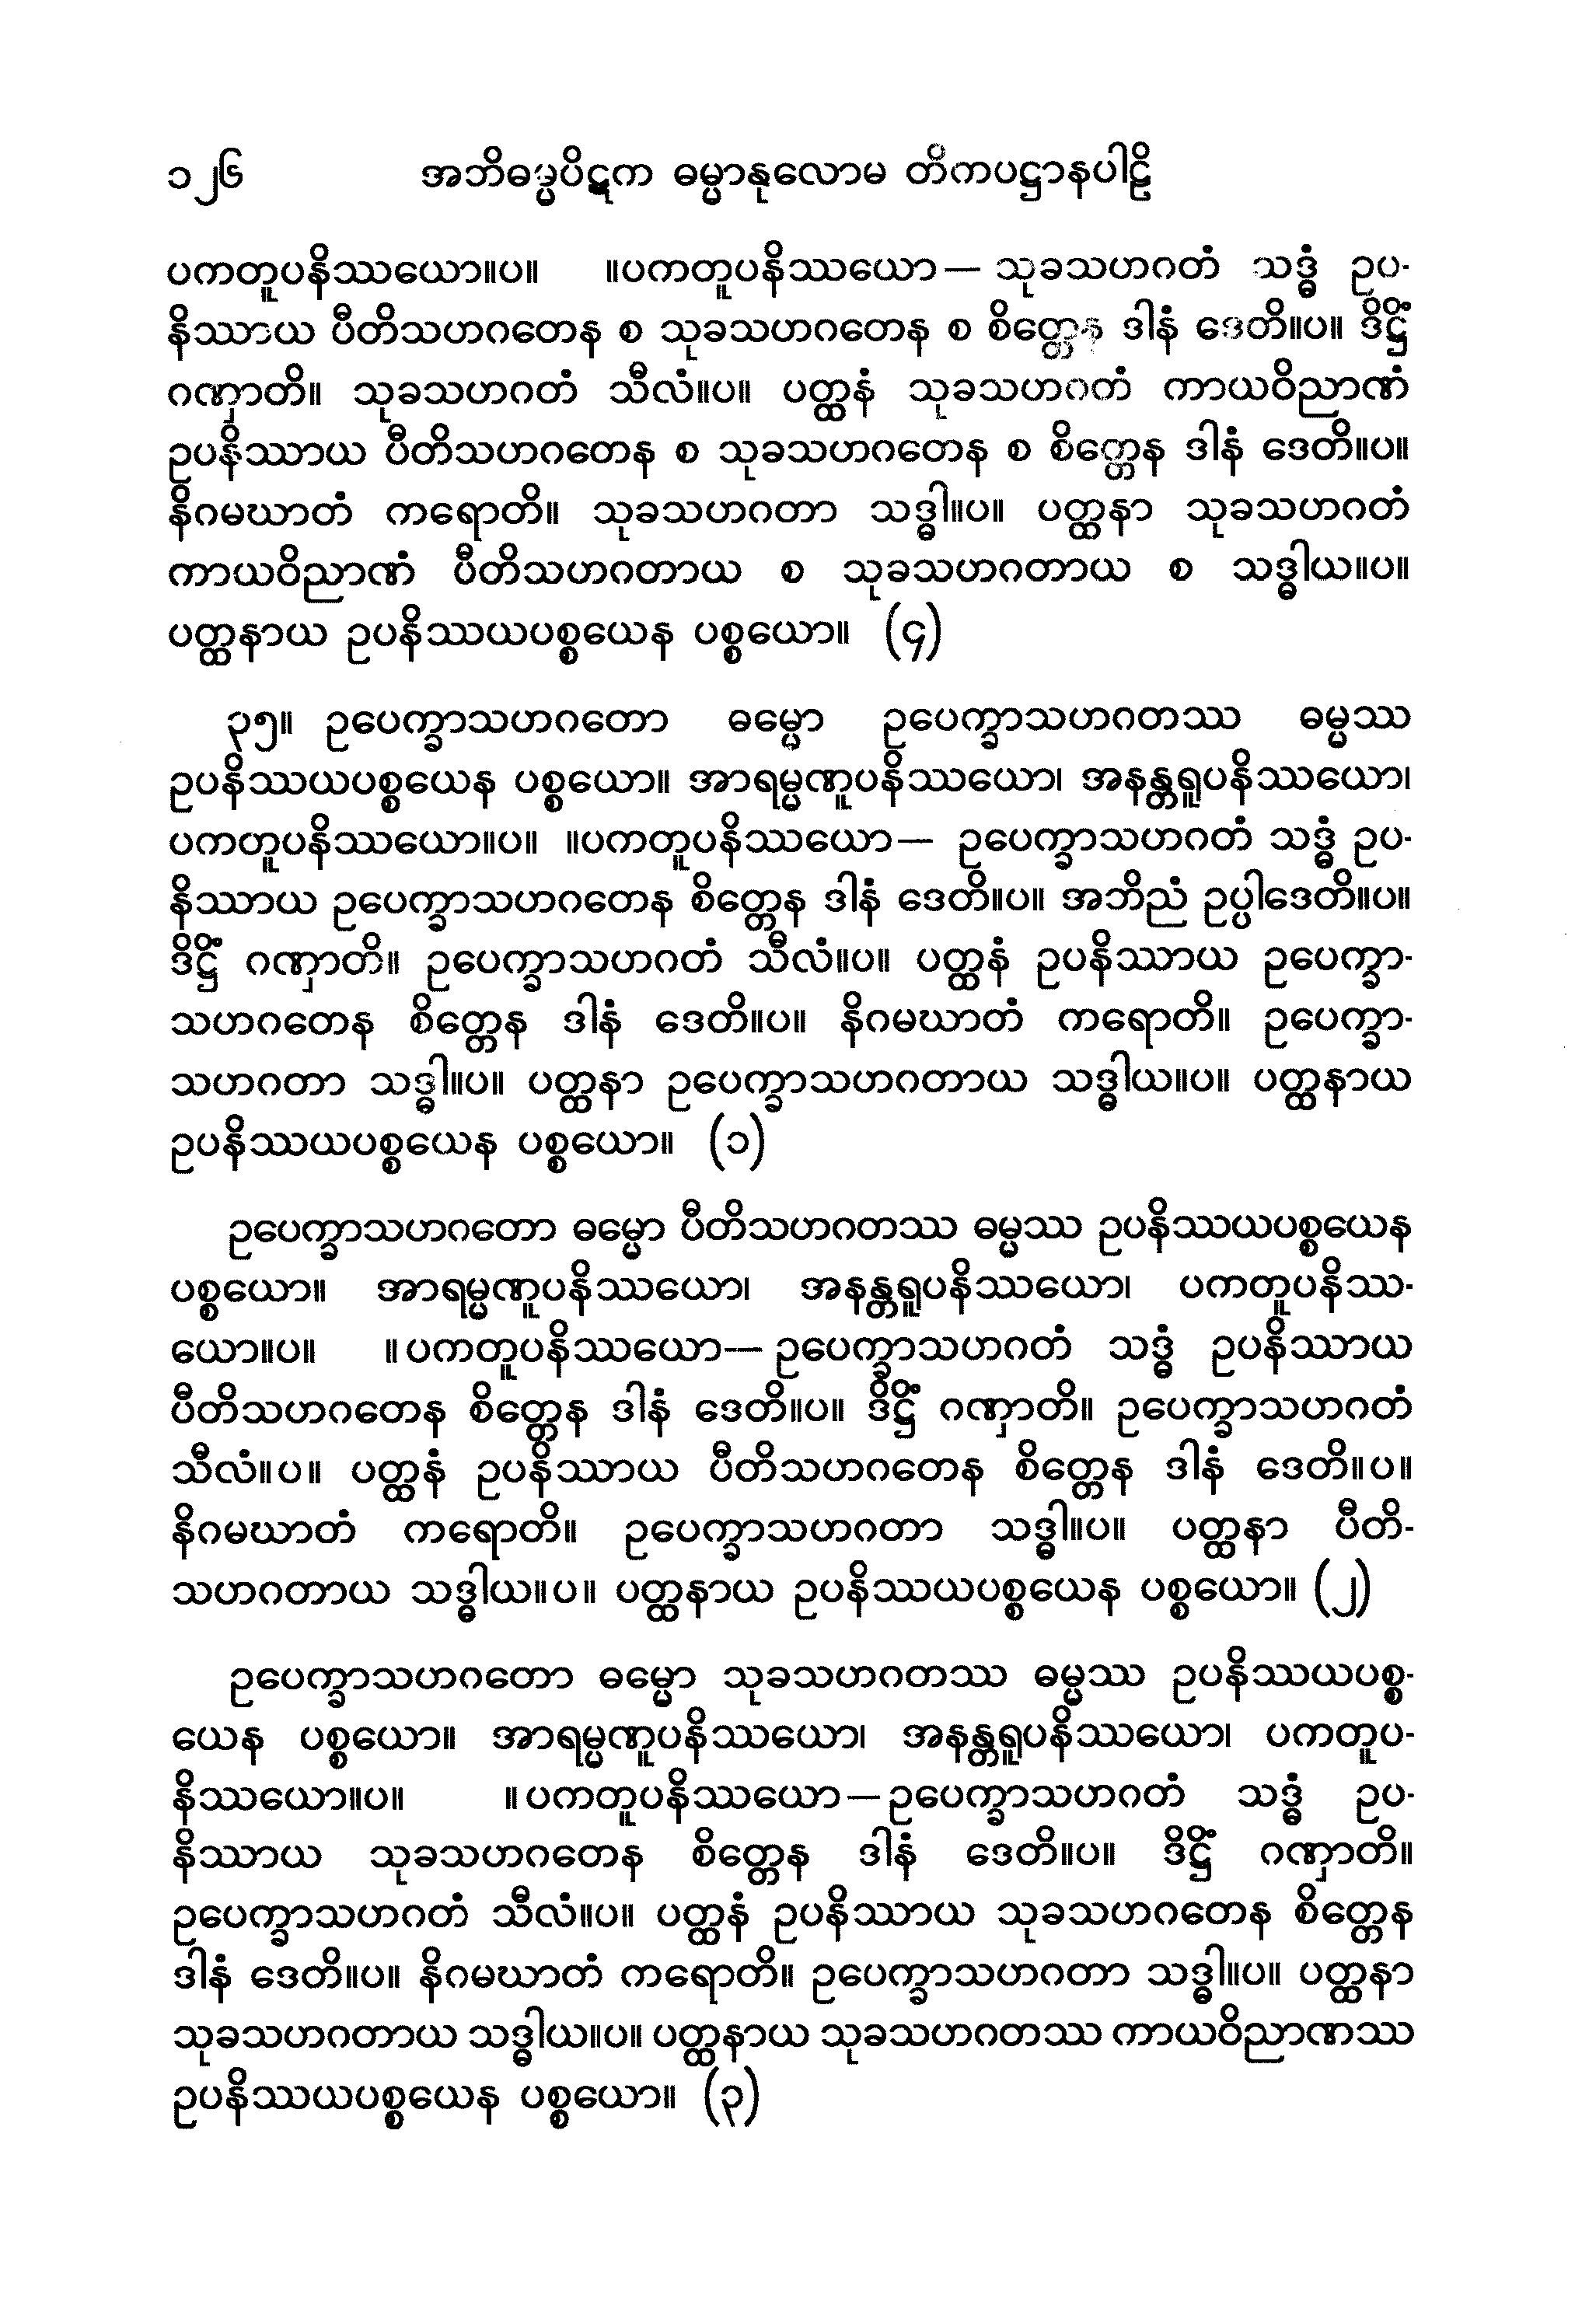 ၁၂၆ အဘိဓမ္မပိဋက ဓမ္မာနုလောမ တိကပဋ္ဌာနပါဠိ
ပကတူပနိဿယော။ပ။ ။ပကတူပနိဿယော— သုခသဟဂတံ သဒ္ဓံ ဥပ-
နိဿာယ ပီတိသဟဂတေန စ သုခသဟဂတေန စ စိတ္တေန ဒါနံ ဒေတိ။ပ။ ဒိဋ္ဌိံ
ဂဏှာတိ။ သုခသဟဂတံ သီလံ။ပ။ ပတ္ထနံ သုခသဟဂတံ ကာယဝိညာဏံ
ဥပနိဿာယ ပီတိသဟဂတေန စ သုခသဟဂတေန စ စိတ္တေန ဒါနံ ဒေတိ။ပ။
နိဂမဃာတံ ကရောတိ။ သုခသဟဂတာ သဒ္ဓါ။ပ။ ပတ္ထနာ သုခသဟဂတံ
ကာယဝိညာဏံ ပီတိသဟဂတာယ စ သုခသဟဂတာယ စ သဒ္ဓါယ။ပ။
ပတ္ထနာယ ဥပနိဿယပစ္စယေန ပစ္စယော။ (၄)
၃၅။ ဥပေက္ခာသဟဂတော ဓမ္မော ဥပေက္ခာသဟဂတဿ ဓမ္မဿ
ဥပနိဿယပစ္စယေန ပစ္စယော။ အာရမ္မဏူပနိဿယော၊ အနန္တရူပနိဿယော၊
ပကတူပနိဿယော။ပ။ ။ပကတူပနိဿယော— ဥပေက္ခာသဟဂတံ သဒ္ဓံ ဥပ-
နိဿာယ ဥပေက္ခာသဟဂတေန စိတ္တေန ဒါနံ ဒေတိ။ပ။ အဘိညံ ဥပ္ပါဒေတိ။ပ။
ဒိဋ္ဌိံ ဂဏှာတိ။ ဥပေက္ခာသဟဂတံ သီလံ။ပ။ ပတ္ထနံ ဥပနိဿာယ ဥပေက္ခာ-
သဟဂတေန စိတ္တေန ဒါနံ ဒေတိ။ပ။ နိဂမဃာတံ ကရောတိ။ ဥပေက္ခာ-
သဟဂတာ သဒ္ဓါ။ပ။ ပတ္ထနာ ဥပေက္ခာသဟဂတာယ သဒ္ဓါယ။ပ။ ပတ္ထနာယ
ဥပနိဿယပစ္စယေန ပစ္စယော။ (၁)
ဥပေက္ခာသဟဂတော ဓမ္မော ပီတိသဟဂတဿ ဓမ္မဿ ဥပနိဿယပစ္စယေန
ပစ္စယော။ အာရမ္မဏူပနိဿယော၊ အနန္တရူပနိဿယော၊ ပကတူပနိဿ-
ယော။ပ။ ။ပကတူပနိဿယော— ဥပေက္ခာသဟဂတံ သဒ္ဓံ ဥပနိဿာယ
ပီတိသဟဂတေန စိတ္တေန ဒါနံ ဒေတိ။ပ။ ဒိဋ္ဌိံ ဂဏှာတိ။ ဥပေက္ခာသဟဂတံ
သီလံ။ပ။ ပတ္ထနံ ဥပနိဿာယ ပီတိသဟဂတေန စိတ္တေန ဒါနံ ဒေတိ။ပ။
နိဂမဃာတံ ကရောတိ။ ဥပေက္ခာသဟဂတာ သဒ္ဓါ။ပ။ ပတ္ထနာ ပီတိ-
သဟဂတာယ သဒ္ဓါယ။ပ။ ပတ္ထနာယ ဥပနိဿယပစ္စယေန ပစ္စယော။ (၂)
ဥပေက္ခာသဟဂတော ဓမ္မော သုခသဟဂတဿ ဓမ္မဿ ဥပနိဿယပစ္စ-
ယေန ပစ္စယော။ အာရမ္မဏူပနိဿယော၊ အနန္တရူပနိဿယော၊ ပကတူပ-
နိဿယော။ပ။ ။ပကတူပနိဿယော—ဥပေက္ခာသဟဂတံ သဒ္ဓံ ဥပ-
နိဿာယ သုခသဟဂတေန စိတ္တေန ဒါနံ ဒေတိ။ပ။ ဒိဋ္ဌိံ ဂဏှာတိ။
ဥပေက္ခာသဟဂတံ သီလံ။ပ။ ပတ္ထနံ ဥပနိဿာယ သုခသဟဂတေန စိတ္တေန
ဒါနံ ဒေတိ။ပ။ နိဂမဃာတံ ကရောတိ။ ဥပေက္ခာသဟဂတာ သဒ္ဓါ။ပ။ ပတ္ထနာ
သုခသဟဂတာယ သဒ္ဓါယ။ပ။ ပတ္ထနာယ သုခသဟဂတဿ ကာယဝိညာဏဿ
ဥပနိဿယပစ္စယေန ပစ္စယော။ (၃)